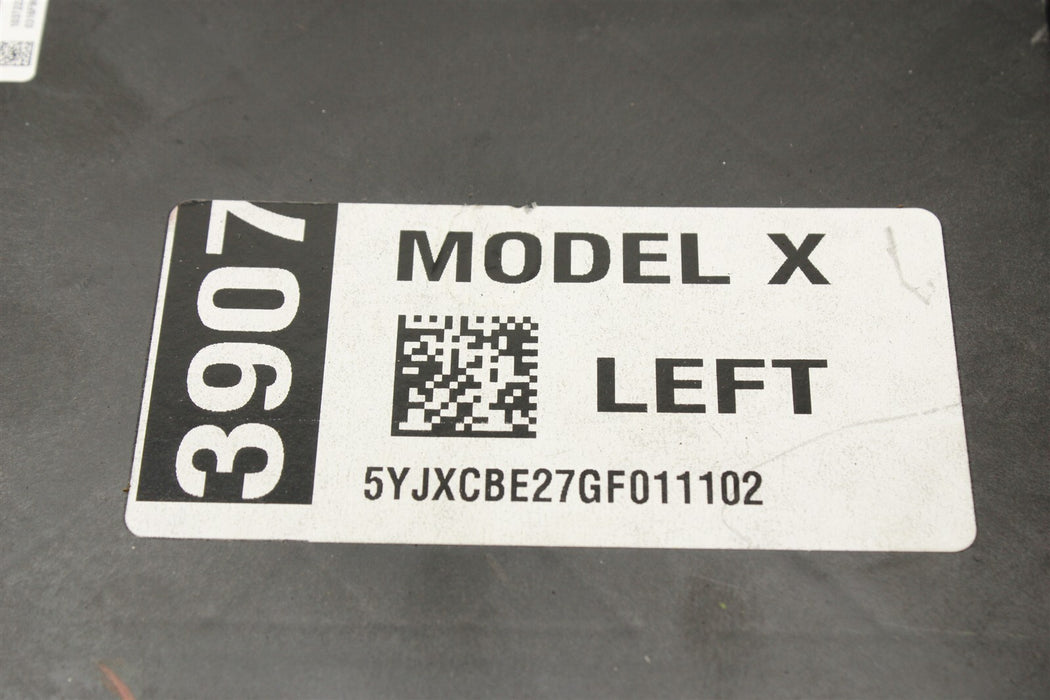 3907
MODEL X
LEFT
5YJXCBE27GF011102